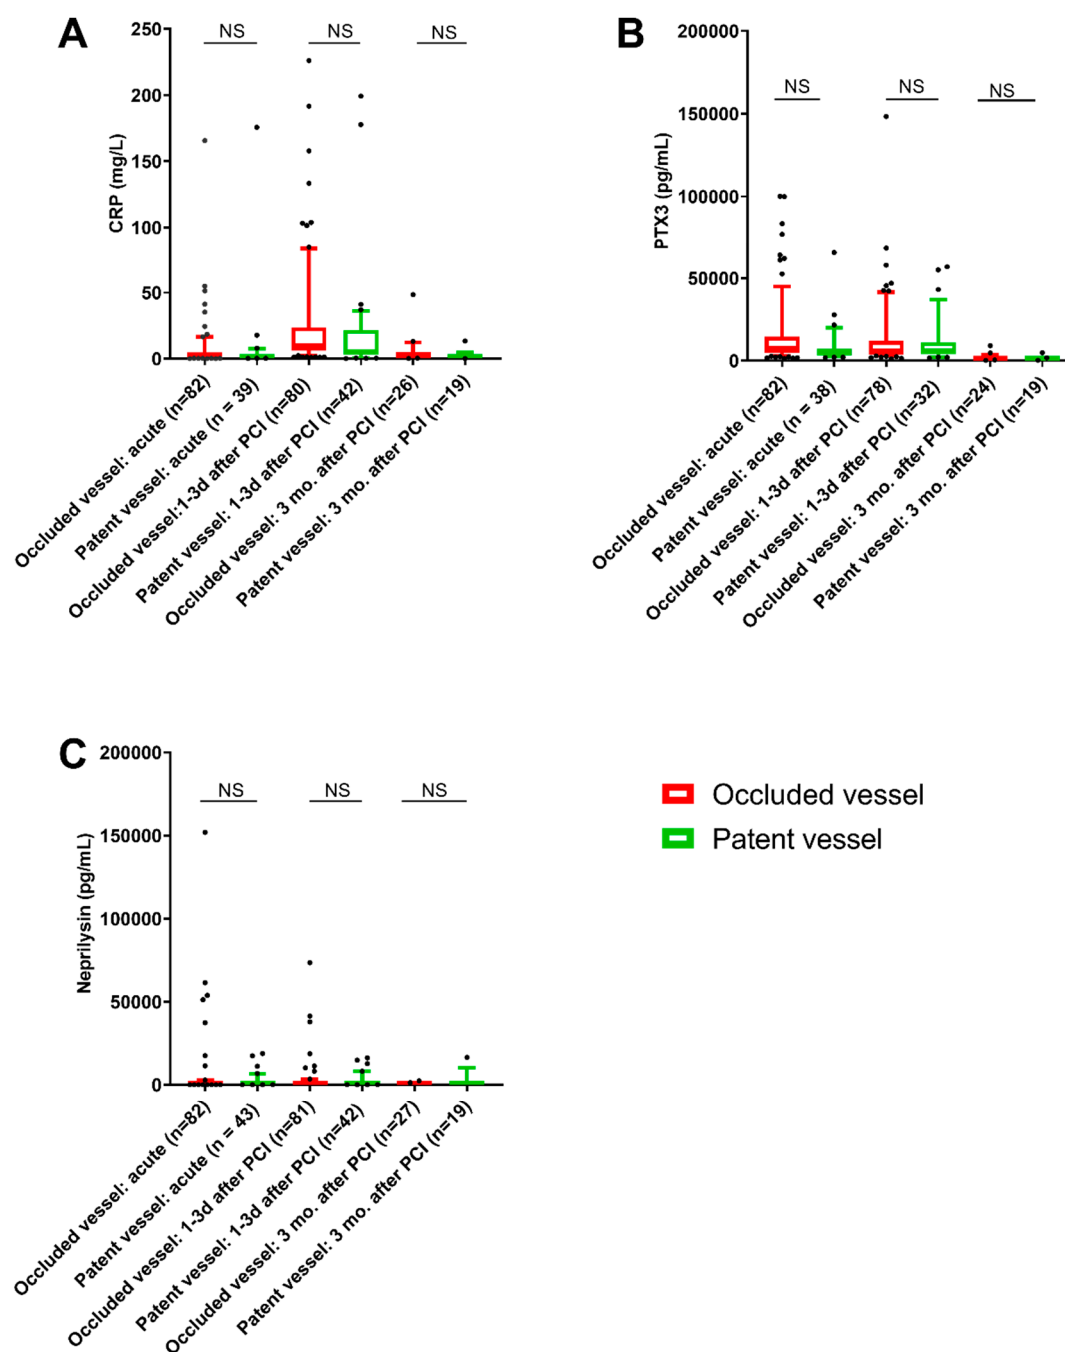 A
CRP (mg/L)
250
200
150
100
50
0
NS
NS
NS
Occluded vessel: acute (n=82)
Patent vessel: acute (n = 39)
Occluded vessel:1-3d after PCI (n=80)
Patent vessel: 1-3d after PCI (n=42)
Occluded vessel: 3 mo. after PCI (n=26)
Patent vessel: 3 mo. after PCI (n=19)
B
PTX3 (pg/mL)
200000
150000
100000
50000
0
NS
NS
NS
Occluded vessel: acute (n=82)
Patent vessel: acute (n = 38)
Occluded vessel: 1-3d after PCI (n=78)
Patent vessel: 1-3d after PCI (n=32)
Occluded vessel: 3 mo. after PCI (n=24)
Patent vessel: 3 mo. after PCI (n=19)
C
Neprilysin (pg/mL)
200000
150000
100000
50000
0
NS
NS
NS
Occluded vessel: acute (n=82)
Patent vessel: acute (n = 43)
Occluded vessel: 1-3d after PCI (n=81)
Patent vessel: 1-3d after PCI (n=42)
Occluded vessel: 3 mo. after PCI (n=27)
Patent vessel: 3 mo. after PCI (n=19)
Occluded vessel
Patent vessel